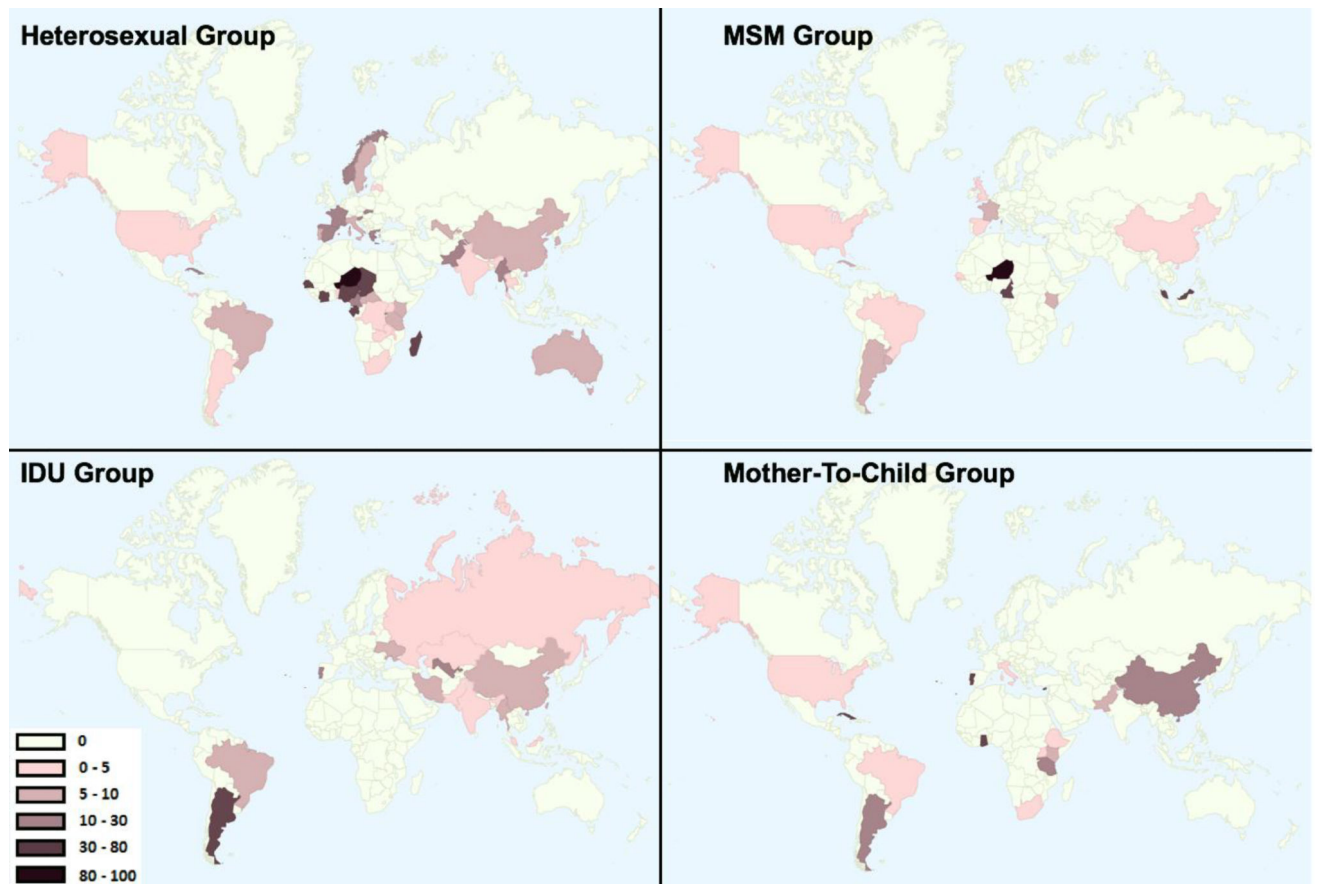 Heterosexual Group
MSM Group
IDU Group
Mother-To-Child Group
0
0 - 5
5 - 10
10 - 30
30 - 80
80 - 100